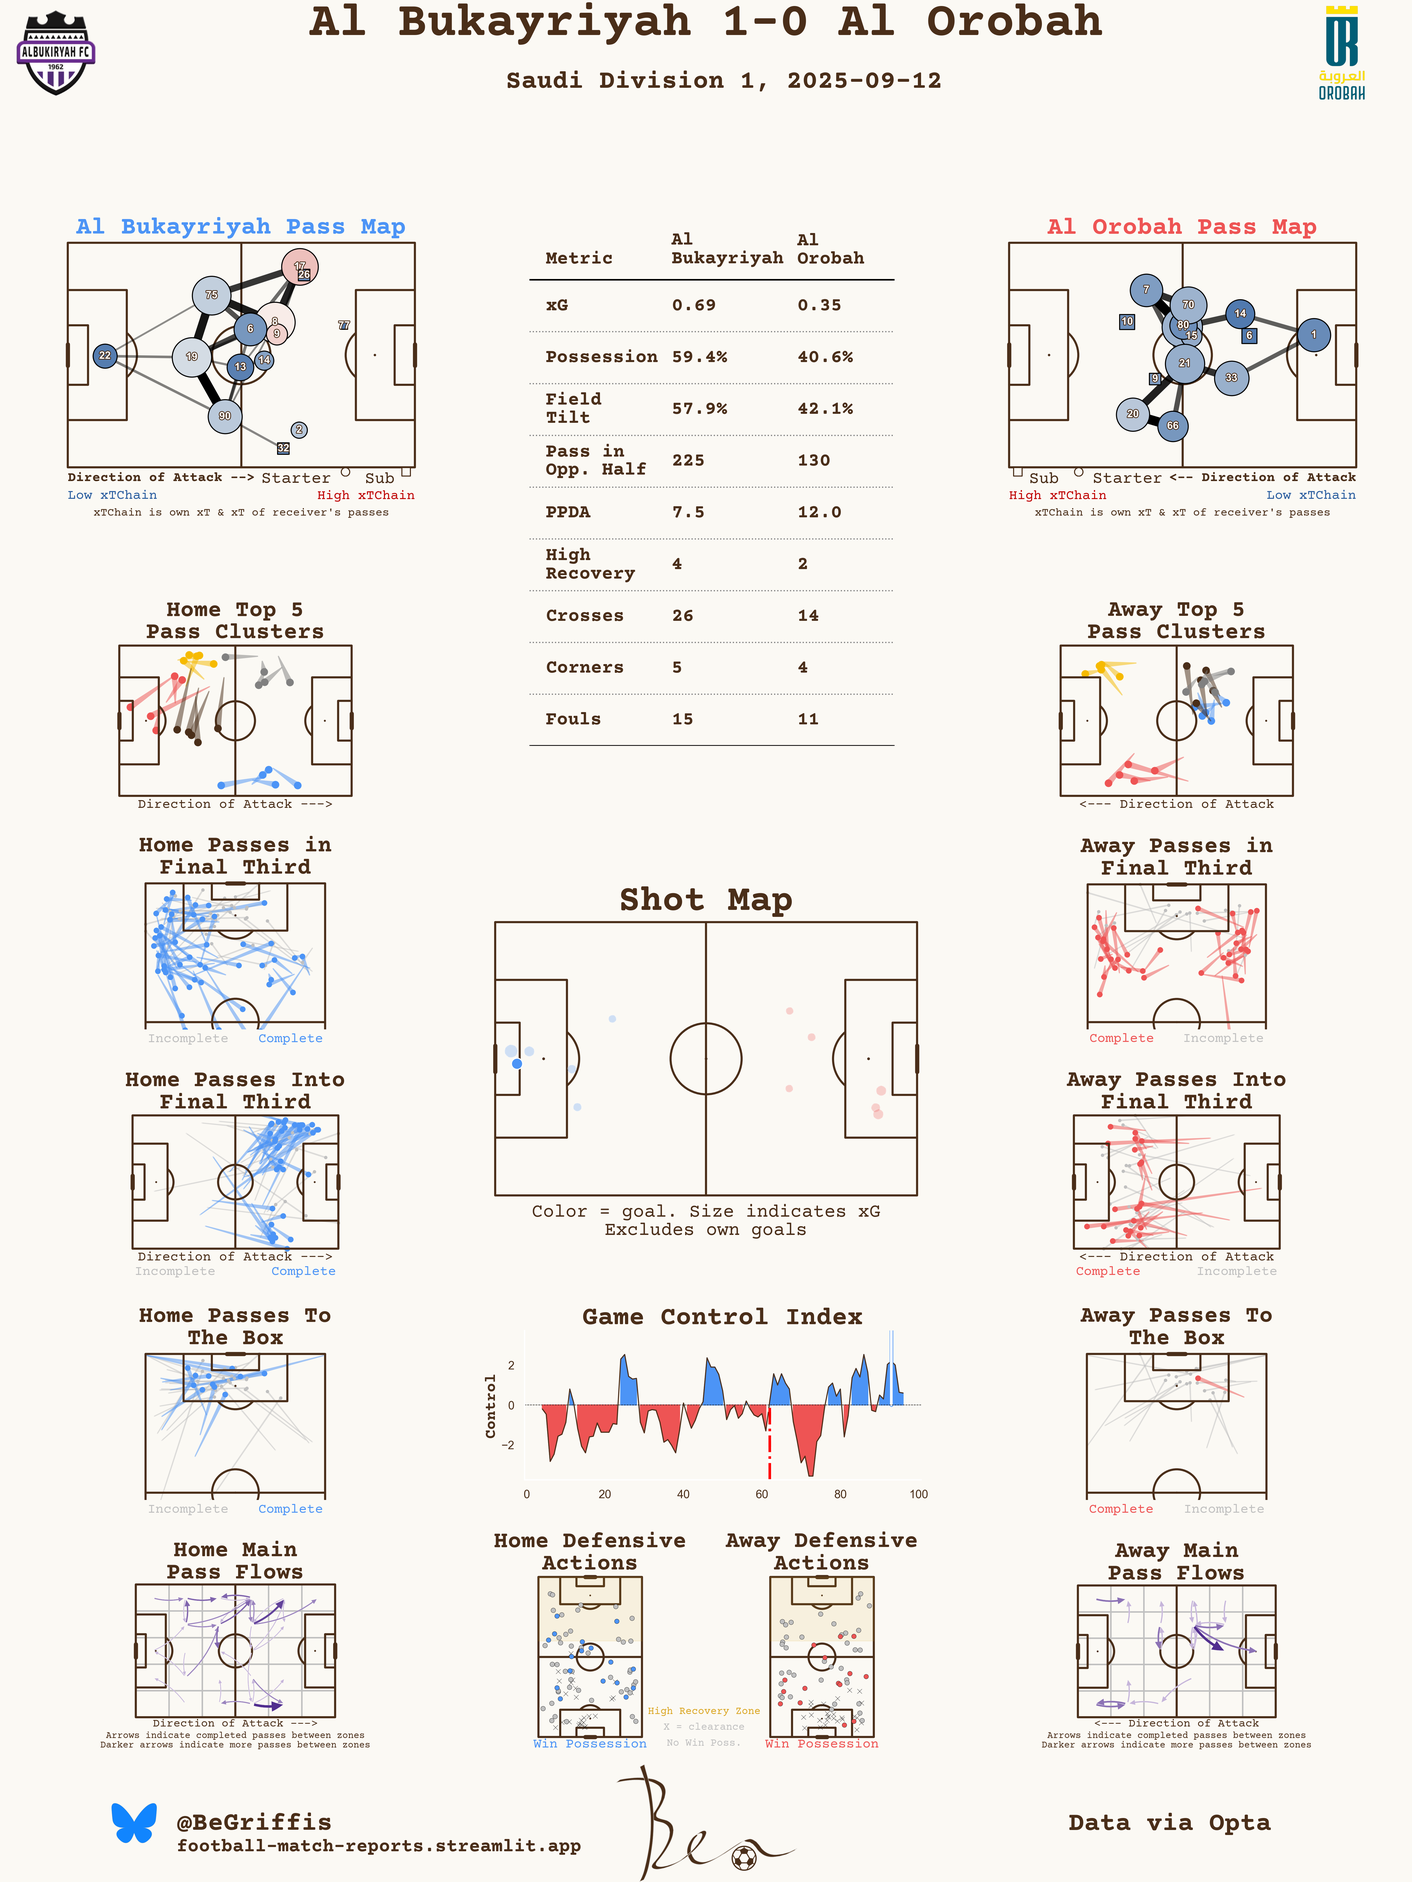 Al Bukayriyah 1-0 Al Orobah
Saudi Division 1, 2025-09-12
ALBUKIRYAH FC
1962
العروبة
OROBAH
Al Bukayriyah Pass Map
17
26
75
8
6
9
77
22
19
13
14
90
2
32
Direction of Attack --> Starter Sub
Low xTChain High xTChain
xTChain is own xT & xT of receiver's passes
Metric Al Bukayriyah Al Orobah
xG 0.69 0.35
Possession 59.4% 40.6%
Field Tilt 57.9% 42.1%
Pass in Opp. Half 225 130
PPDA 7.5 12.0
High Recovery 4 2
Crosses 26 14
Corners 5 4
Fouls 15 11
Al Orobah Pass Map
7
70
10
80
15
14
6
1
21
9
33
20
66
Sub Starter <-- Direction of Attack
High xTChain Low xTChain
xTChain is own xT & xT of receiver's passes
Home Top 5
Pass Clusters
Direction of Attack --->
Away Top 5
Pass Clusters
<--- Direction of Attack
Home Passes in
Final Third
Incomplete Complete
Away Passes in
Final Third
Complete Incomplete
Shot Map
Color = goal. Size indicates xG
Excludes own goals
Home Passes Into
Final Third
Direction of Attack --->
Incomplete Complete
Away Passes Into
Final Third
<--- Direction of Attack
Complete Incomplete
Home Passes To
The Box
Incomplete Complete
Game Control Index
Control
2
0
−2
0 20 40 60 80 100
Away Passes To
The Box
Complete Incomplete
Home Main
Pass Flows
Direction of Attack --->
Arrows indicate completed passes between zones
Darker arrows indicate more passes between zones
Home Defensive
Actions
Win Possession
High Recovery Zone
X = clearance
No Win Poss.
Away Defensive
Actions
Win Possession
Away Main
Pass Flows
<--- Direction of Attack
Arrows indicate completed passes between zones
Darker arrows indicate more passes between zones
@BeGriffis
football-match-reports.streamlit.app
Ben
Data via Opta